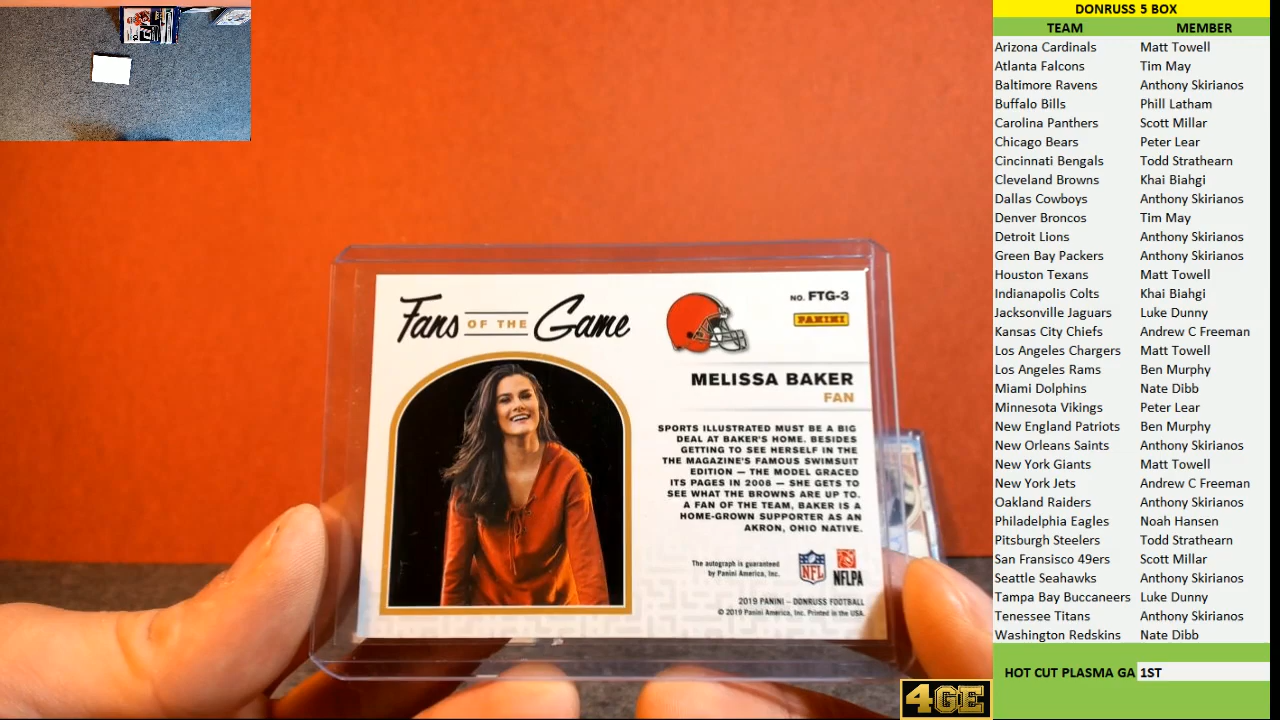 DONRUSS 5 BOX
TEAM MEMBER
Arizona Cardinals Matt Towell
Atlanta Falcons Tim May
Baltimore Ravens Anthony Skirianos
Buffalo Bills Phill Latham
Carolina Panthers Scott Millar
Chicago Bears Peter Lear
Cincinnati Bengals Todd Strathearn
Cleveland Browns Khai Biahgi
Dallas Cowboys Anthony Skirianos
Denver Broncos Tim May
Detroit Lions Anthony Skirianos
Green Bay Packers Anthony Skirianos
Houston Texans Matt Towell
Indianapolis Colts Khai Biahgi
Jacksonville Jaguars Luke Dunny
Kansas City Chiefs Andrew C Freeman
Los Angeles Chargers Matt Towell
Los Angeles Rams Ben Murphy
Miami Dolphins Nate Dibb
Minnesota Vikings Peter Lear
New England Patriots Ben Murphy
New Orleans Saints Anthony Skirianos
New York Giants Matt Towell
New York Jets Andrew C Freeman
Oakland Raiders Anthony Skirianos
Philadelphia Eagles Noah Hansen
Pitsburgh Steelers Todd Strathearn
San Fransisco 49ers Scott Millar
Seattle Seahawks Anthony Skirianos
Tampa Bay Buccaneers Luke Dunny
Tenessee Titans Anthony Skirianos
Washington Redskins Nate Dibb
HOT CUT PLASMA GA 1ST
4GE
Fans OF THE Game
NO. FTG-3
PANINI
MELISSA BAKER
FAN
SPORTS ILLUSTRATED MUST BE A BIG
DEAL AT BAKER'S HOME. BESIDES
GETTING TO SEE HERSELF IN THE
THE MAGAZINE'S FAMOUS SWIMSUIT
EDITION — THE MODEL GRACED
ITS PAGES IN 2008 — SHE GETS TO
SEE WHAT THE BROWNS ARE UP TO.
A FAN OF THE TEAM, BAKER IS A
HOME-GROWN SUPPORTER AS AN
AKRON, OHIO NATIVE.
The autograph is guaranteed
by Panini America, Inc.
NFL
NFLPA
2019 PANINI – DONRUSS FOOTBALL
© 2019 Panini America, Inc. Printed in the USA.